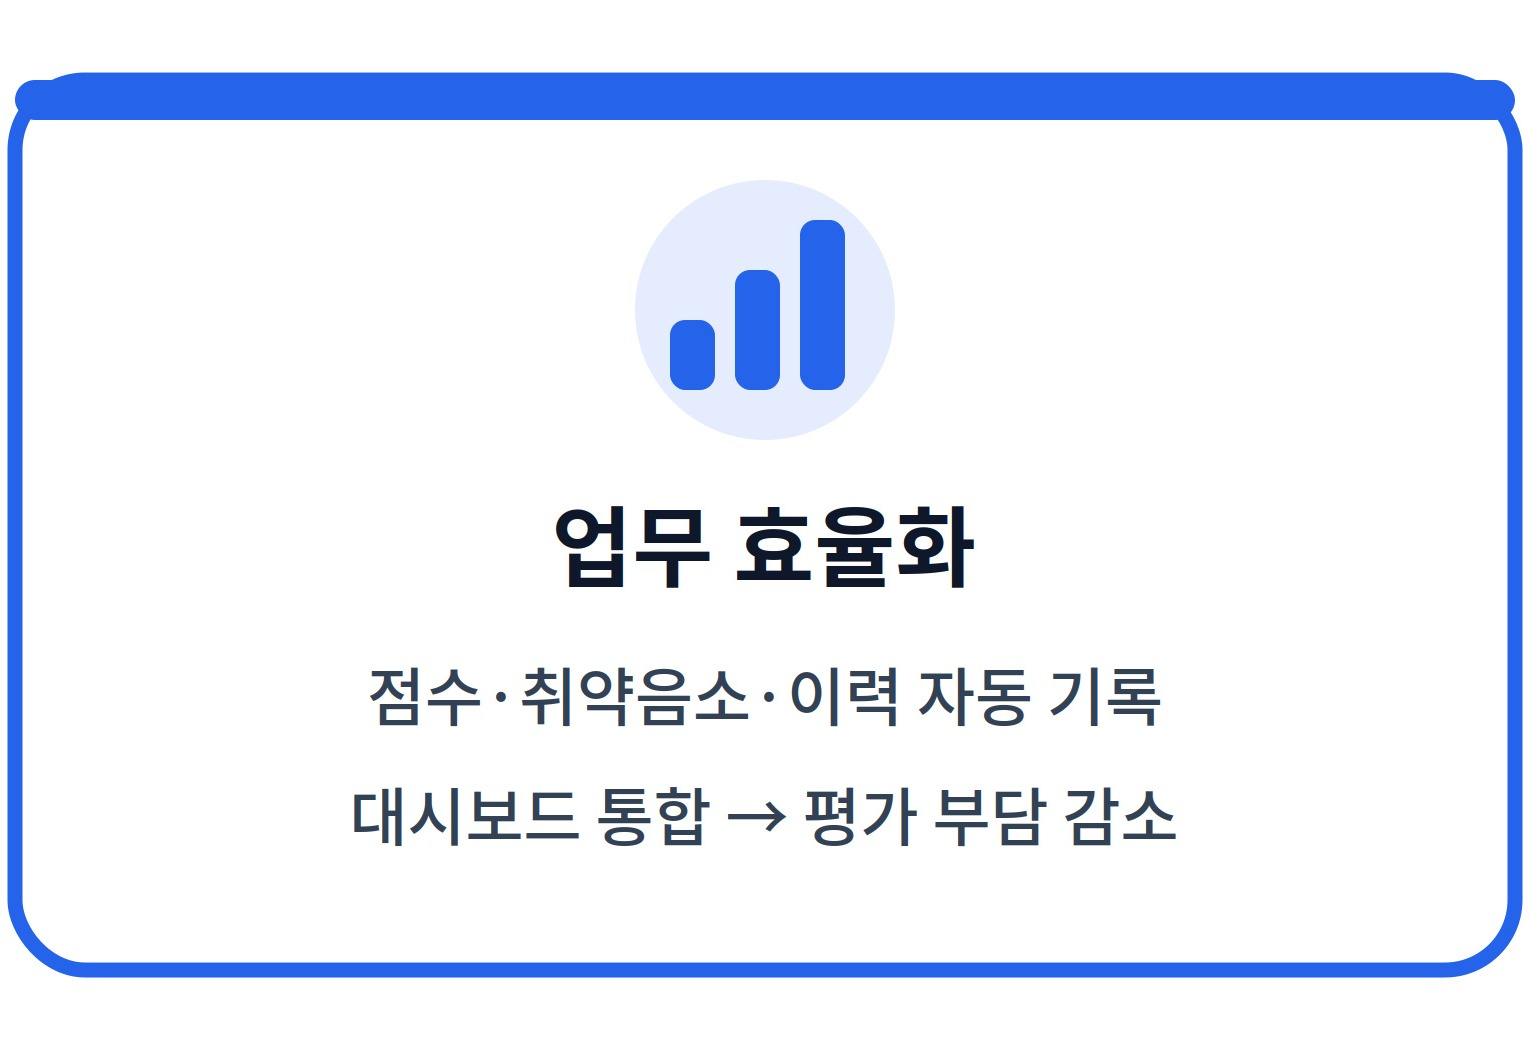 업무 효율화
점수·취약음소·이력 자동 기록
대시보드 통합 → 평가 부담 감소